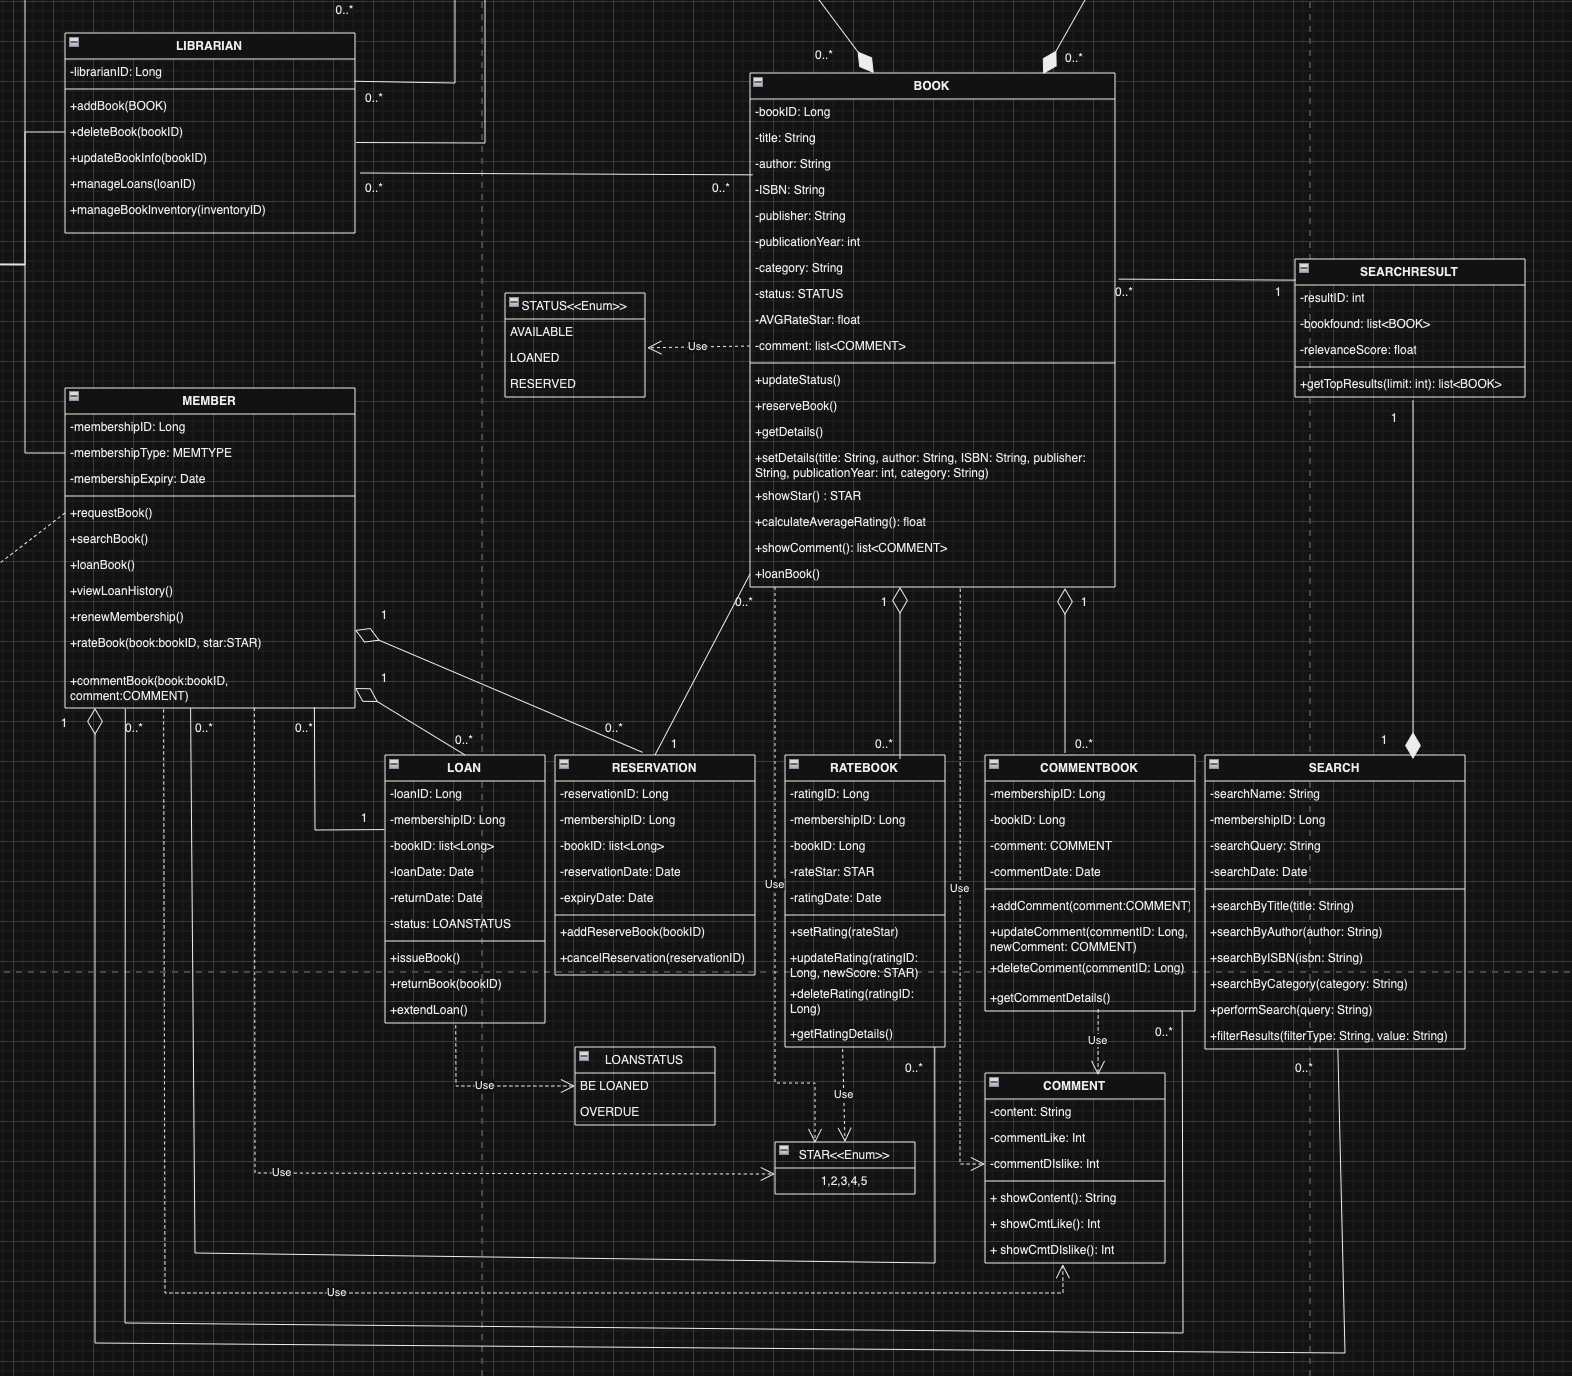 0..*
LIBRARIAN
-librarianID: Long
+addBook(BOOK)
+deleteBook(bookID)
+updateBookInfo(bookID)
+manageLoans(loanID)
+manageBookInventory(inventoryID)
0..*
0..*
0..*
0..*
0..*
BOOK
-bookID: Long
-title: String
-author: String
-ISBN: String
-publisher: String
-publicationYear: int
-category: String
-status: STATUS
-AVGRateStar: float
-comment: list<COMMENT>
+updateStatus()
+reserveBook()
+getDetails()
+setDetails(title: String, author: String, ISBN: String, publisher:
String, publicationYear: int, category: String)
+showStar() : STAR
+calculateAverageRating(): float
+showComment(): list<COMMENT>
+loanBook()
0..*
1
SEARCHRESULT
-resultID: int
-bookfound: list<BOOK>
-relevanceScore: float
+getTopResults(limit: int): list<BOOK>
1
STATUS<<Enum>>
AVAILABLE
LOANED
RESERVED
Use
MEMBER
-membershipID: Long
-membershipType: MEMTYPE
-membershipExpiry: Date
+requestBook()
+searchBook()
+loanBook()
+viewLoanHistory()
+renewMembership()
+rateBook(book:bookID, star:STAR)
+commentBook(book:bookID,
comment:COMMENT)
1
1
0..*
1
1
1
0..*
0..*
0..*
0..*
0..*
1
0..*
0..*
1
1
LOAN
-loanID: Long
-membershipID: Long
-bookID: list<Long>
-loanDate: Date
-returnDate: Date
-status: LOANSTATUS
+issueBook()
+returnBook(bookID)
+extendLoan()
RESERVATION
-reservationID: Long
-membershipID: Long
-bookID: list<Long>
-reservationDate: Date
-expiryDate: Date
+addReserveBook(bookID)
+cancelReservation(reservationID)
Use
RATEBOOK
-ratingID: Long
-membershipID: Long
-bookID: Long
-rateStar: STAR
-ratingDate: Date
+setRating(rateStar)
+updateRating(ratingID:
Long, newScore: STAR)
+deleteRating(ratingID:
Long)
+getRatingDetails()
Use
COMMENTBOOK
-membershipID: Long
-bookID: Long
-comment: COMMENT
-commentDate: Date
+addComment(comment:COMMENT)
+updateComment(commentID: Long,
newComment: COMMENT)
+deleteComment(commentID: Long)
+getCommentDetails()
SEARCH
-searchName: String
-membershipID: Long
-searchQuery: String
-searchDate: Date
+searchByTitle(title: String)
+searchByAuthor(author: String)
+searchByISBN(isbn: String)
+searchByCategory(category: String)
+performSearch(query: String)
+filterResults(filterType: String, value: String)
0..*
Use
0..*
0..*
Use
LOANSTATUS
BE LOANED
OVERDUE
Use
STAR<<Enum>>
1,2,3,4,5
COMMENT
-content: String
-commentLike: Int
-commentDIslike: Int
+ showContent(): String
+ showCmtLike(): Int
+ showCmtDIslike(): Int
Use
Use